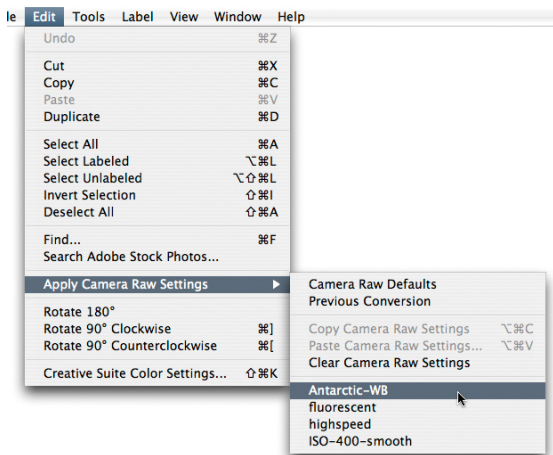 le Edit Tools Label View Window Help
Undo ⌘Z
Cut ⌘X
Copy ⌘C
Paste ⌘V
Duplicate ⌘D
Select All ⌘A
Select Labeled ⌥⌘L
Select Unlabeled ⌥⇧⌘L
Invert Selection ⇧⌘I
Deselect All ⇧⌘A
Find... ⌘F
Search Adobe Stock Photos...
Apply Camera Raw Settings ▶
Rotate 180°
Rotate 90° Clockwise ⌘]
Rotate 90° Counterclockwise ⌘[
Creative Suite Color Settings... ⇧⌘K
Camera Raw Defaults
Previous Conversion
Copy Camera Raw Settings ⌥⌘C
Paste Camera Raw Settings... ⌥⌘V
Clear Camera Raw Settings
Antarctic-WB
fluorescent
highspeed
ISO-400-smooth